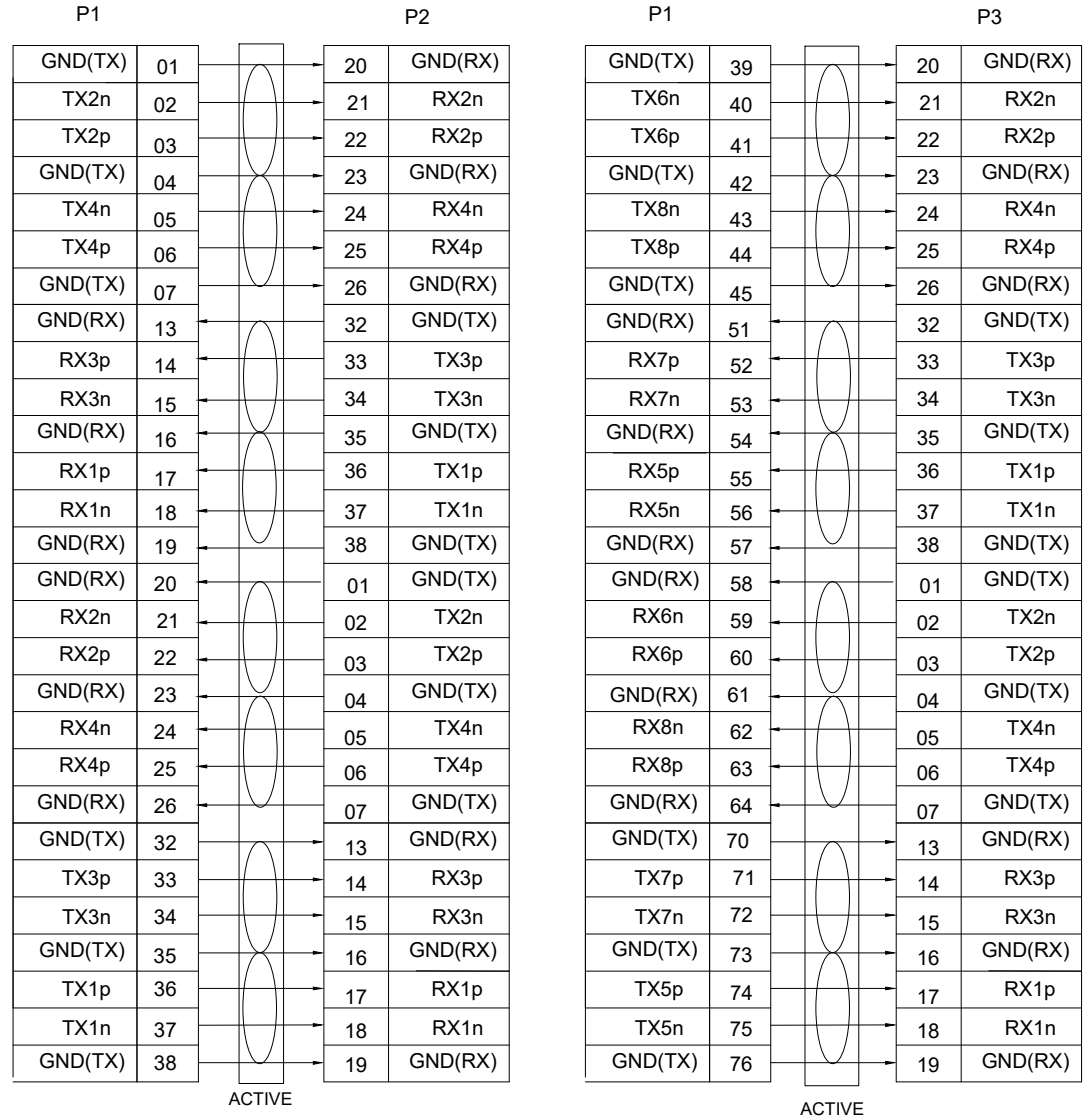 P1 P2 P1 P3
GND(TX) 01 20 GND(RX) GND(TX) 39 20 GND(RX)
TX2n 02 21 RX2n TX6n 40 21 RX2n
TX2p 03 22 RX2p TX6p 41 22 RX2p
GND(TX) 04 23 GND(RX) GND(TX) 42 23 GND(RX)
TX4n 05 24 RX4n TX8n 43 24 RX4n
TX4p 06 25 RX4p TX8p 44 25 RX4p
GND(TX) 07 26 GND(RX) GND(TX) 45 26 GND(RX)
GND(RX) 13 32 GND(TX) GND(RX) 51 32 GND(TX)
RX3p 14 33 TX3p RX7p 52 33 TX3p
RX3n 15 34 TX3n RX7n 53 34 TX3n
GND(RX) 16 35 GND(TX) GND(RX) 54 35 GND(TX)
RX1p 17 36 TX1p RX5p 55 36 TX1p
RX1n 18 37 TX1n RX5n 56 37 TX1n
GND(RX) 19 38 GND(TX) GND(RX) 57 38 GND(TX)
GND(RX) 20 01 GND(TX) GND(RX) 58 01 GND(TX)
RX2n 21 02 TX2n RX6n 59 02 TX2n
RX2p 22 03 TX2p RX6p 60 03 TX2p
GND(RX) 23 04 GND(TX) GND(RX) 61 04 GND(TX)
RX4n 24 05 TX4n RX8n 62 05 TX4n
RX4p 25 06 TX4p RX8p 63 06 TX4p
GND(RX) 26 07 GND(TX) GND(RX) 64 07 GND(TX)
GND(TX) 32 13 GND(RX) GND(TX) 70 13 GND(RX)
TX3p 33 14 RX3p TX7p 71 14 RX3p
TX3n 34 15 RX3n TX7n 72 15 RX3n
GND(TX) 35 16 GND(RX) GND(TX) 73 16 GND(RX)
TX1p 36 17 RX1p TX5p 74 17 RX1p
TX1n 37 18 RX1n TX5n 75 18 RX1n
GND(TX) 38 19 GND(RX) GND(TX) 76 19 GND(RX)
ACTIVE ACTIVE